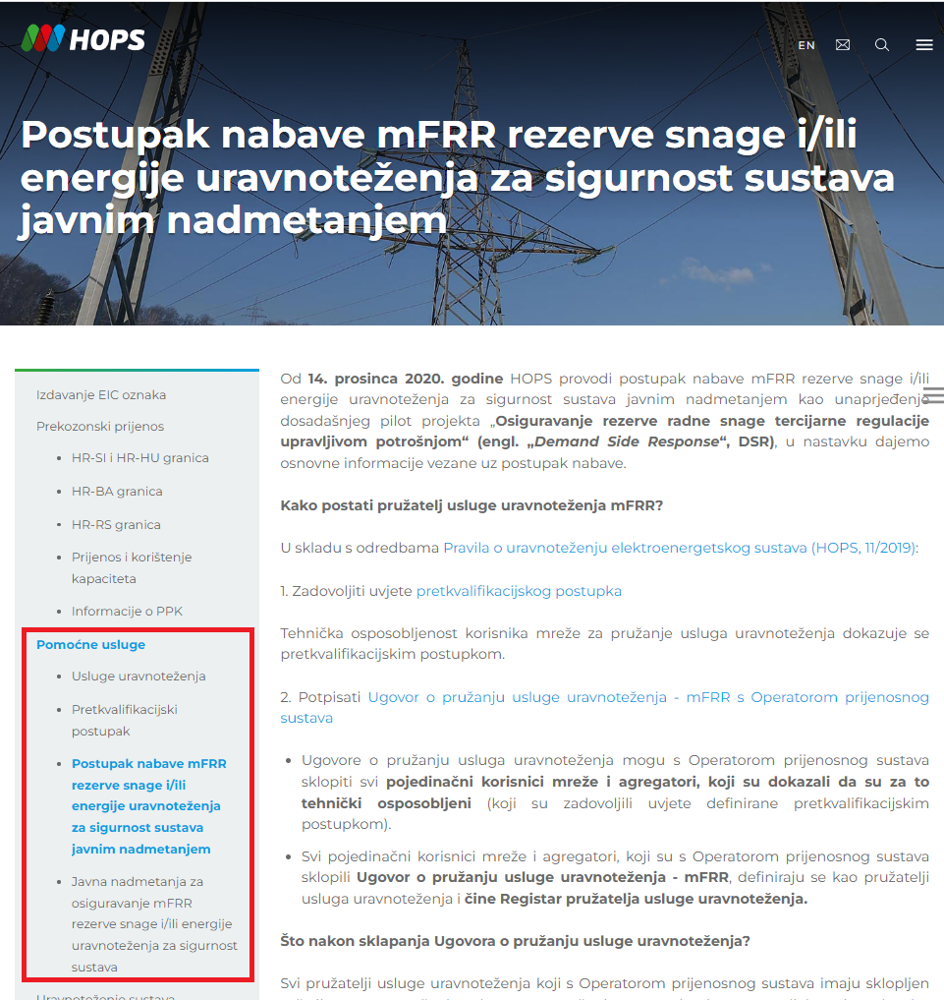 HOPS
EN
Postupak nabave mFRR rezerve snage i/ili
energije uravnoteženja za sigurnost sustava
javnim nadmetanjem
Izdavanje EIC oznaka
Prekozonski prijenos
HR-SI i HR-HU granica
HR-BA granica
HR-RS granica
Prijenos i korištenje
kapaciteta
Informacije o PPK
Pomoćne usluge
Usluge uravnoteženja
Pretkvalifikacijski
postupak
Postupak nabave mFRR
rezerve snage i/ili
energije uravnoteženja
za sigurnost sustava
javnim nadmetanjem
Javna nadmetanja za
osiguravanje mFRR
rezerve snage i/ili energije
uravnoteženja za sigurnost
sustava
Uravnoteženje sustava
Od 14. prosinca 2020. godine HOPS provodi postupak nabave mFRR rezerve snage i/ili
energije uravnoteženja za sigurnost sustava javnim nadmetanjem kao unaprjeđenje
dosadašnjeg pilot projekta „Osiguravanje rezerve radne snage tercijarne regulacije
upravljivom potrošnjom“ (engl. „Demand Side Response“, DSR), u nastavku dajemo
osnovne informacije vezane uz postupak nabave.
Kako postati pružatelj usluge uravnoteženja mFRR?
U skladu s odredbama Pravila o uravnoteženju elektroenergetskog sustava (HOPS, 11/2019):
1. Zadovoljiti uvjete pretkvalifikacijskog postupka
Tehnička osposobljenost korisnika mreže za pružanje usluga uravnoteženja dokazuje se
pretkvalifikacijskim postupkom.
2. Potpisati Ugovor o pružanju usluge uravnoteženja - mFRR s Operatorom prijenosnog
sustava
Ugovore o pružanju usluga uravnoteženja mogu s Operatorom prijenosnog sustava
sklopiti svi pojedinačni korisnici mreže i agregatori, koji su dokazali da su za to
tehnički osposobljeni (koji su zadovoljili uvjete definirane pretkvalifikacijskim
postupkom).
Svi pojedinačni korisnici mreže i agregatori, koji su s Operatorom prijenosnog sustava
sklopili Ugovor o pružanju usluge uravnoteženja - mFRR, definiraju se kao pružatelji
usluga uravnoteženja i čine Registar pružatelja usluge uravnoteženja.
Što nakon sklapanja Ugovora o pružanju usluge uravnoteženja?
Svi pružatelji usluge uravnoteženja koji s Operatorom prijenosnog sustava imaju sklopljen